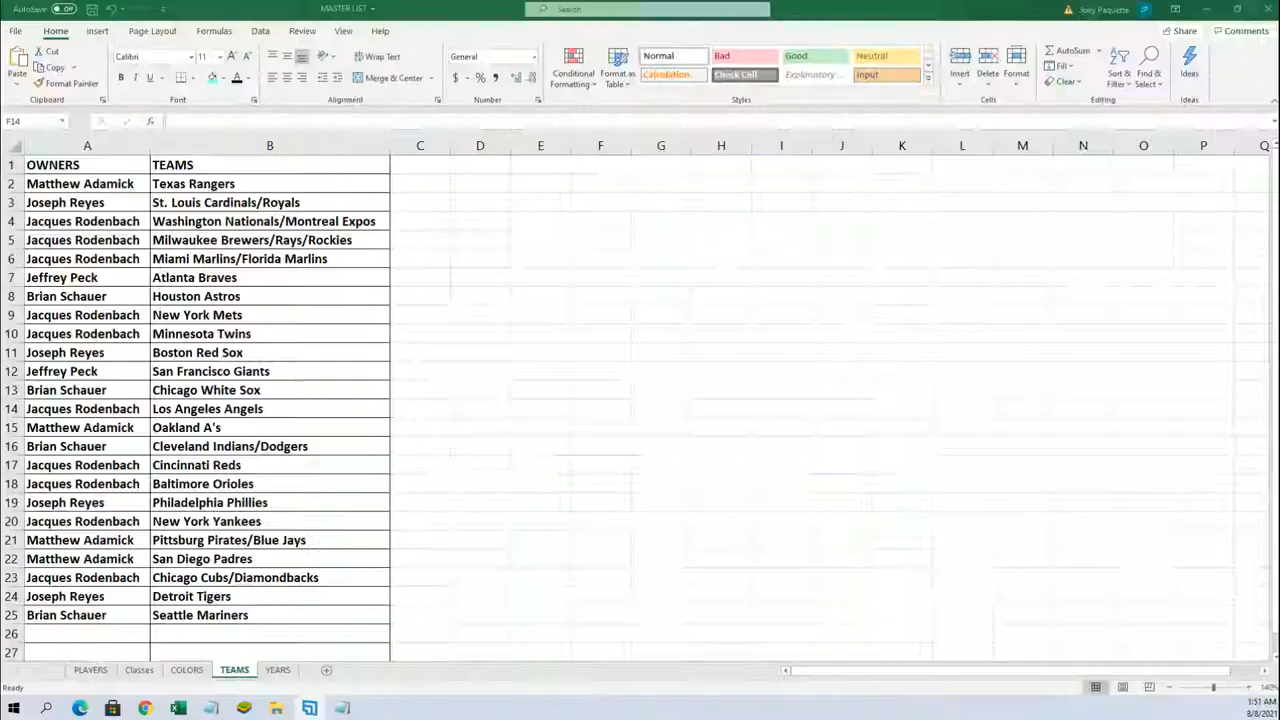 AutoSave Off MASTER LIST Search Joey Paquette
File Home Insert Page Layout Formulas Data Review View Help Share Comments
Cut Calibri 11 Wrap Text General Normal Bad Good Neutral AutoSum
Copy Fill
Paste Format Painter B I U Merge & Center $ % Conditional Formatting Format as Table Calculation Check Cell Explanatory ... Input Insert Delete Format Clear Sort & Filter Find & Select Ideas
Clipboard Font Alignment Number Styles Cells Editing Ideas
F14 fx
A B C D E F G H I J K L M N O P Q
1 OWNERS TEAMS
2 Matthew Adamick Texas Rangers
3 Joseph Reyes St. Louis Cardinals/Royals
4 Jacques Rodenbach Washington Nationals/Montreal Expos
5 Jacques Rodenbach Milwaukee Brewers/Rays/Rockies
6 Jacques Rodenbach Miami Marlins/Florida Marlins
7 Jeffrey Peck Atlanta Braves
8 Brian Schauer Houston Astros
9 Jacques Rodenbach New York Mets
10 Jacques Rodenbach Minnesota Twins
11 Joseph Reyes Boston Red Sox
12 Jeffrey Peck San Francisco Giants
13 Brian Schauer Chicago White Sox
14 Jacques Rodenbach Los Angeles Angels
15 Matthew Adamick Oakland A's
16 Brian Schauer Cleveland Indians/Dodgers
17 Jacques Rodenbach Cincinnati Reds
18 Jacques Rodenbach Baltimore Orioles
19 Joseph Reyes Philadelphia Phillies
20 Jacques Rodenbach New York Yankees
21 Matthew Adamick Pittsburg Pirates/Blue Jays
22 Matthew Adamick San Diego Padres
23 Jacques Rodenbach Chicago Cubs/Diamondbacks
24 Joseph Reyes Detroit Tigers
25 Brian Schauer Seattle Mariners
26
27
PLAYERS Classes COLORS TEAMS YEARS
Ready 140%
1:51 AM
8/8/2021